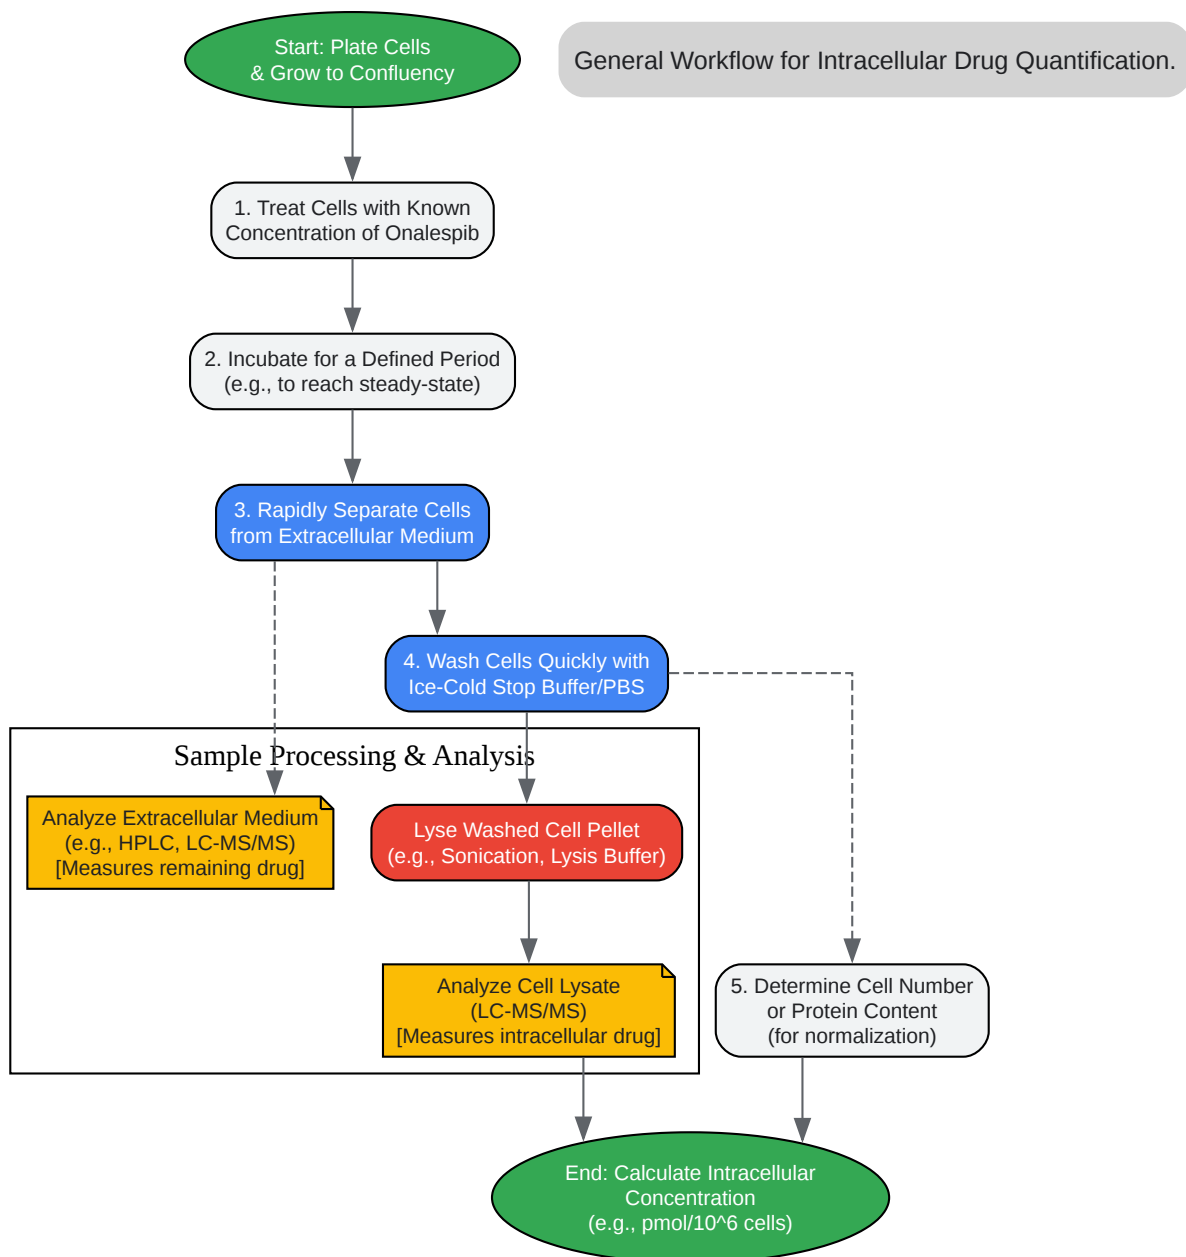 Start: Plate Cells
& Grow to Confluency
General Workflow for Intracellular Drug Quantification.
1. Treat Cells with Known
Concentration of Onalespib
2. Incubate for a Defined Period
(e.g., to reach steady-state)
3. Rapidly Separate Cells
from Extracellular Medium
4. Wash Cells Quickly with
Ice-Cold Stop Buffer/PBS
Sample Processing & Analysis
Analyze Extracellular Medium
(e.g., HPLC, LC-MS/MS)
[Measures remaining drug]
Lyse Washed Cell Pellet
(e.g., Sonication, Lysis Buffer)
Analyze Cell Lysate
(LC-MS/MS)
[Measures intracellular drug]
5. Determine Cell Number
or Protein Content
(for normalization)
End: Calculate Intracellular
Concentration
(e.g., pmol/10^6 cells)